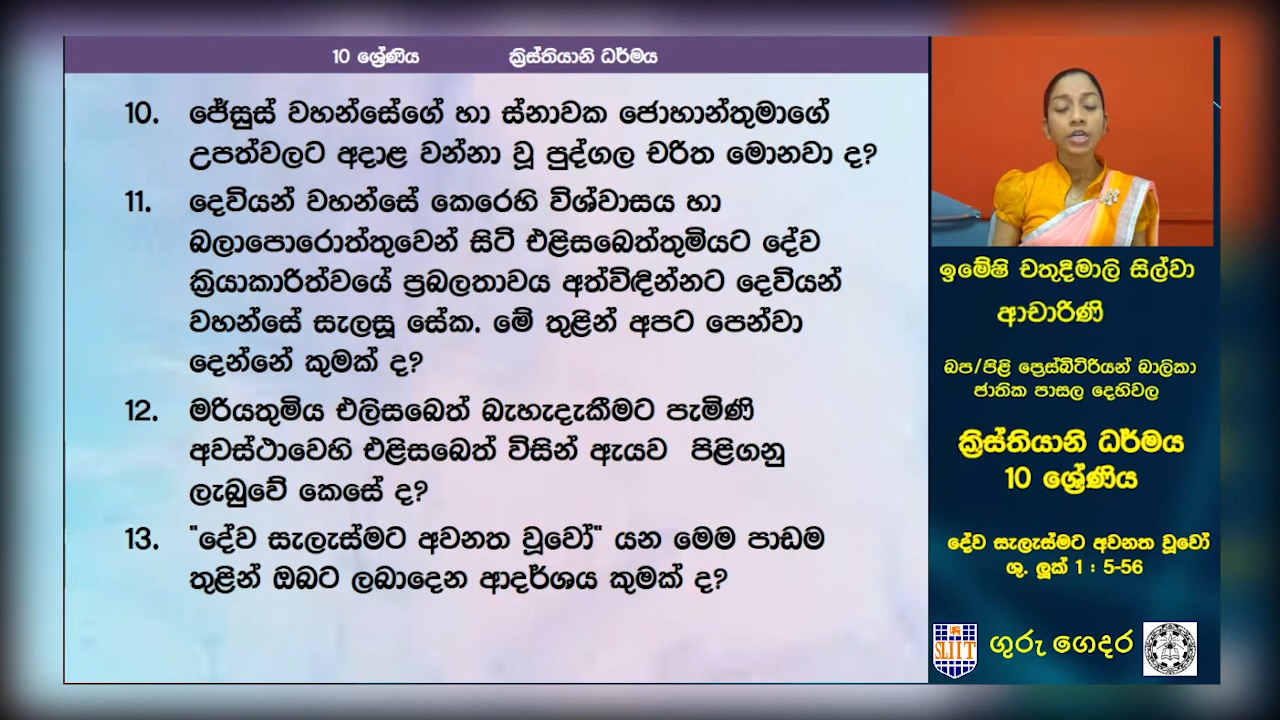 10 ශ්‍රේණිය ක්‍රිස්තියානි ධර්මය
10. ජේසුස් වහන්සේගේ හා ස්නාවක ජොහාන්තුමාගේ
උපත්වලට අදාළ වන්නා වූ පුද්ගල චරිත මොනවා ද?
11. දෙවියන් වහන්සේ කෙරෙහි විශ්වාසය හා
බලාපොරොත්තුවෙන් සිටි එළිසබෙත්තුමියට දේව
ක්‍රියාකාරිත්වයේ ප්‍රබලතාවය අත්විඳින්නට දෙවියන්
වහන්සේ සැලසූ සේක. මේ තුළින් අපට පෙන්වා
දෙන්නේ කුමක් ද?
12. මරියතුමිය එලිසබෙත් බැහැදැකීමට පැමිණි
අවස්ථාවෙහි එළිසබෙත් විසින් ඇයව පිළිගනු
ලැබුවේ කෙසේ ද?
13. "දේව සැලැස්මට අවනත වූවෝ" යන මෙම පාඩම
තුළින් ඔබට ලබාදෙන ආදර්ශය කුමක් ද?
ඉමේෂි චතුදිමාලි සිල්වා
ආචාරිණි
බප/පිළි ප්‍රෙස්බිටිරියන් බාලිකා
ජාතික පාසල දෙහිවල
ක්‍රිස්තියානි ධර්මය
10 ශ්‍රේණිය
දේව සැලැස්මට අවනත වූවෝ
ශු. ලූක් 1 : 5-56
SLIIT ගුරු ගෙදර